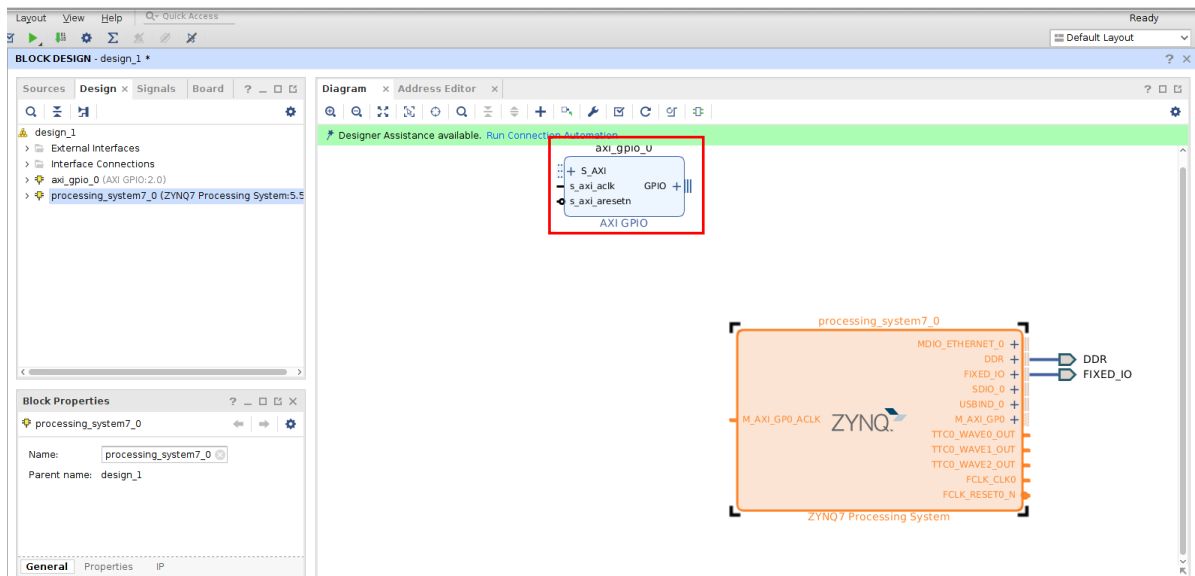 Layout View Help Quick Access
Ready
Default Layout
BLOCK DESIGN - design_1 *
Sources Design Signals Board
design_1
External Interfaces
Interface Connections
axi_gpio_0 (AXI GPIO:2.0)
processing_system7_0 (ZYNQ7 Processing System:5.5
Block Properties
processing_system7_0
Name: processing_system7_0
Parent name: design_1
General Properties IP
Diagram Address Editor
Designer Assistance available. Run Connection Automation
axi_gpio_0
S_AXI
s_axi_aclk GPIO
s_axi_aresetn
AXI GPIO
processing_system7_0
MDIO_ETHERNET_0
DDR DDR
FIXED_IO FIXED_IO
SDIO_0
USBIND_0
M_AXI_GP0_ACLK ZYNQ M_AXI_GP0
TTC0_WAVE0_OUT
TTC0_WAVE1_OUT
TTC0_WAVE2_OUT
FCLK_CLK0
FCLK_RESET0_N
ZYNQ7 Processing System